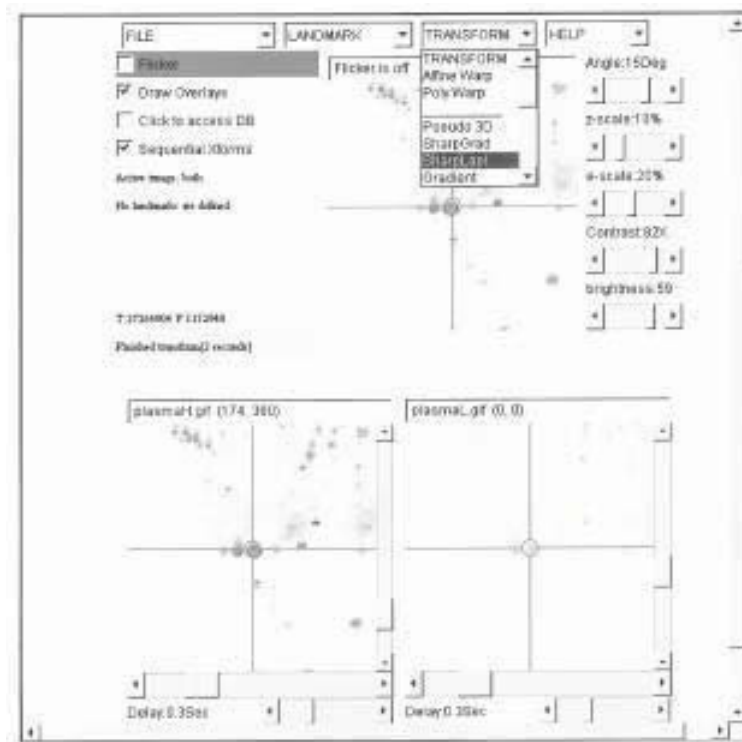 FILE LANDMARK TRANSFORM HELP
Flicker
Flicker is off
TRANSFORM
Affine Warp
Poly Warp
Pseudo 3D
SharpGrad
SharpLapl
Gradient
Draw Overlays
Click to access DB
Sequential Xforms
Active image: both
No landmarks are defined
Angle:15Deg
z-scale:10%
e-scale:20%
Contrast:82%
brightness:59
Finished transform[2 seconds]
plasmaH.gif (174, 360)
plasmaL.gif (0, 0)
Delay:0.3Sec
Delay:0.3Sec